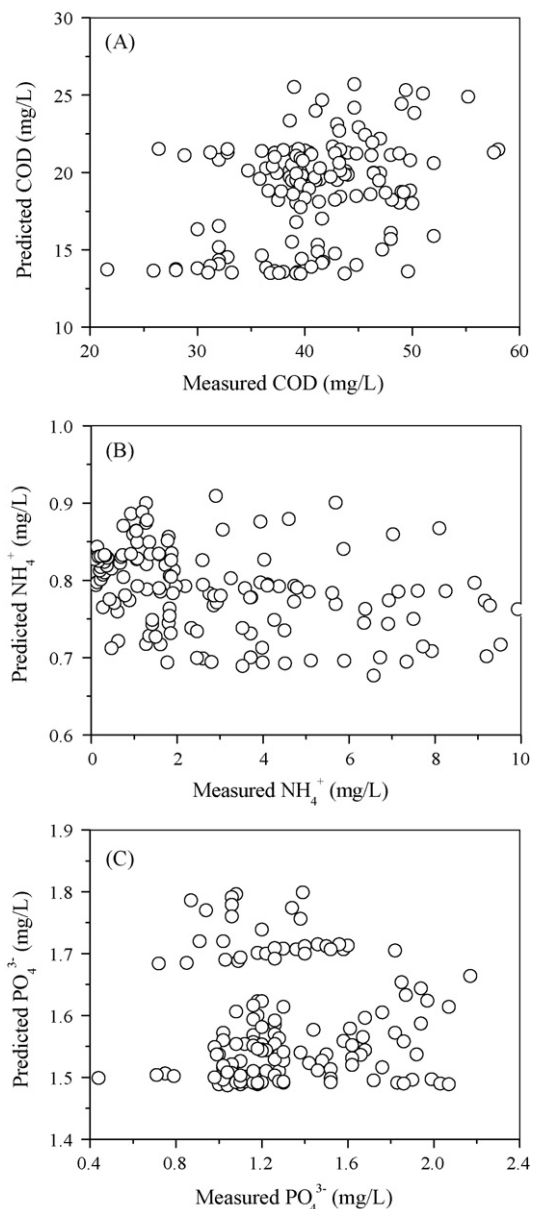 30
(A)
25
20
15
10
Predicted COD (mg/L)
20 30 40 50 60
Measured COD (mg/L)
1.0
(B)
0.9
0.8
0.7
0.6
Predicted NH₄⁺ (mg/L)
0 2 4 6 8 10
Measured NH₄⁺ (mg/L)
1.9
(C)
1.8
1.7
1.6
1.5
1.4
Predicted PO₄³⁻ (mg/L)
0.4 0.8 1.2 1.6 2.0 2.4
Measured PO₄³⁻ (mg/L)